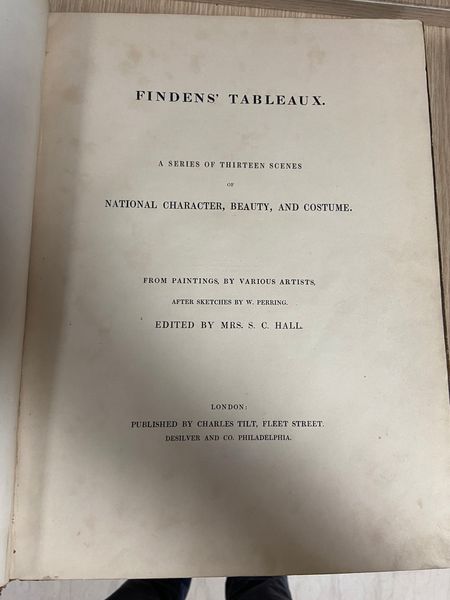 FINDENS' TABLEAUX.
A SERIES OF THIRTEEN SCENES
OF
NATIONAL CHARACTER, BEAUTY, AND COSTUME.
FROM PAINTINGS, BY VARIOUS ARTISTS,
AFTER SKETCHES BY W. PERRING.
EDITED BY MRS. S. C. HALL.
LONDON:
PUBLISHED BY CHARLES TILT, FLEET STREET.
DESILVER AND CO. PHILADELPHIA.